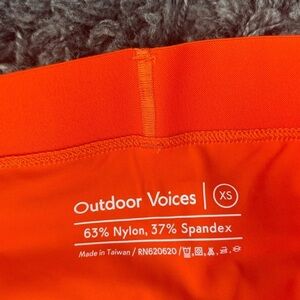 Outdoor Voices | XS
63% Nylon, 37% Spandex
Made in Taiwan / RN620620 /